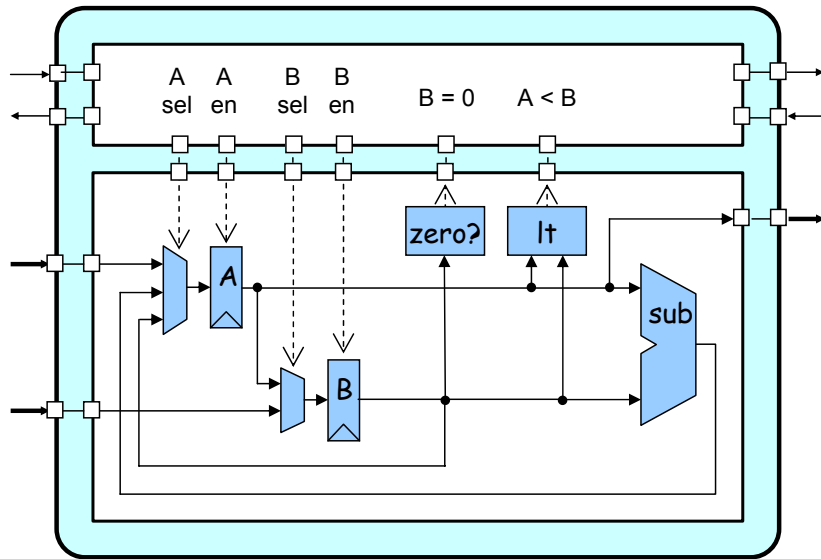 A A B B
sel en sel en B = 0 A < B
zero? lt
A
sub
B